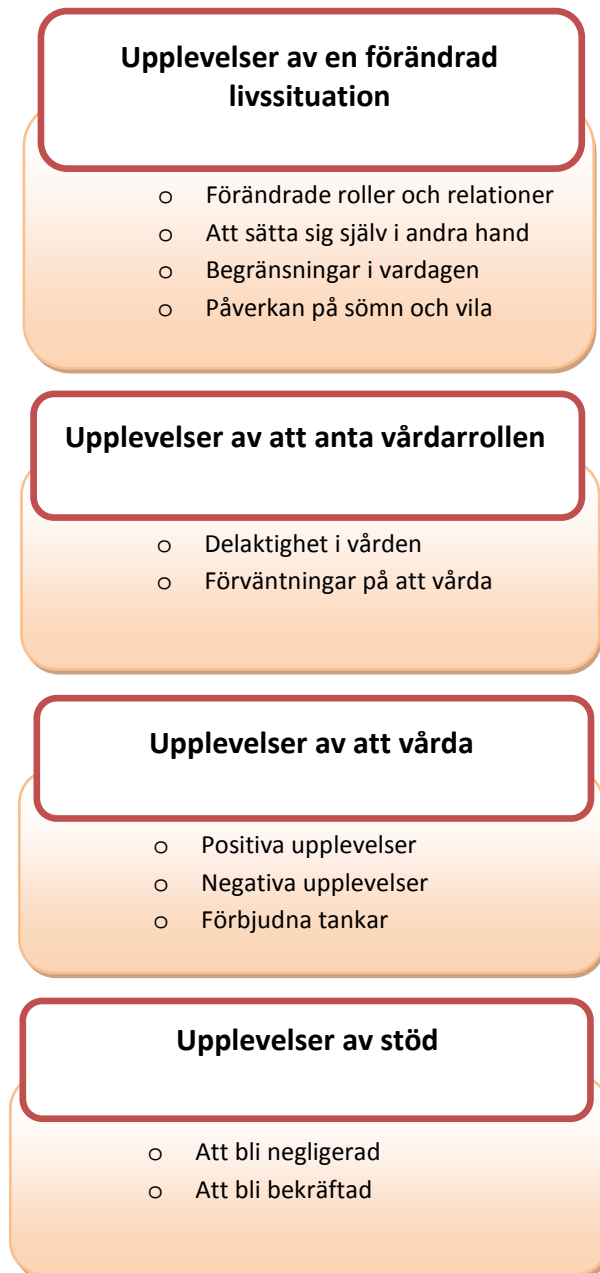 Upplevelser av en förändrad
livssituation
o Förändrade roller och relationer
o Att sätta sig själv i andra hand
o Begränsningar i vardagen
o Påverkan på sömn och vila
Upplevelser av att anta vårdarrollen
o Delaktighet i vården
o Förväntningar på att vårda
Upplevelser av att vårda
o Positiva upplevelser
o Negativa upplevelser
o Förbjudna tankar
Upplevelser av stöd
o Att bli negligerad
o Att bli bekräftad